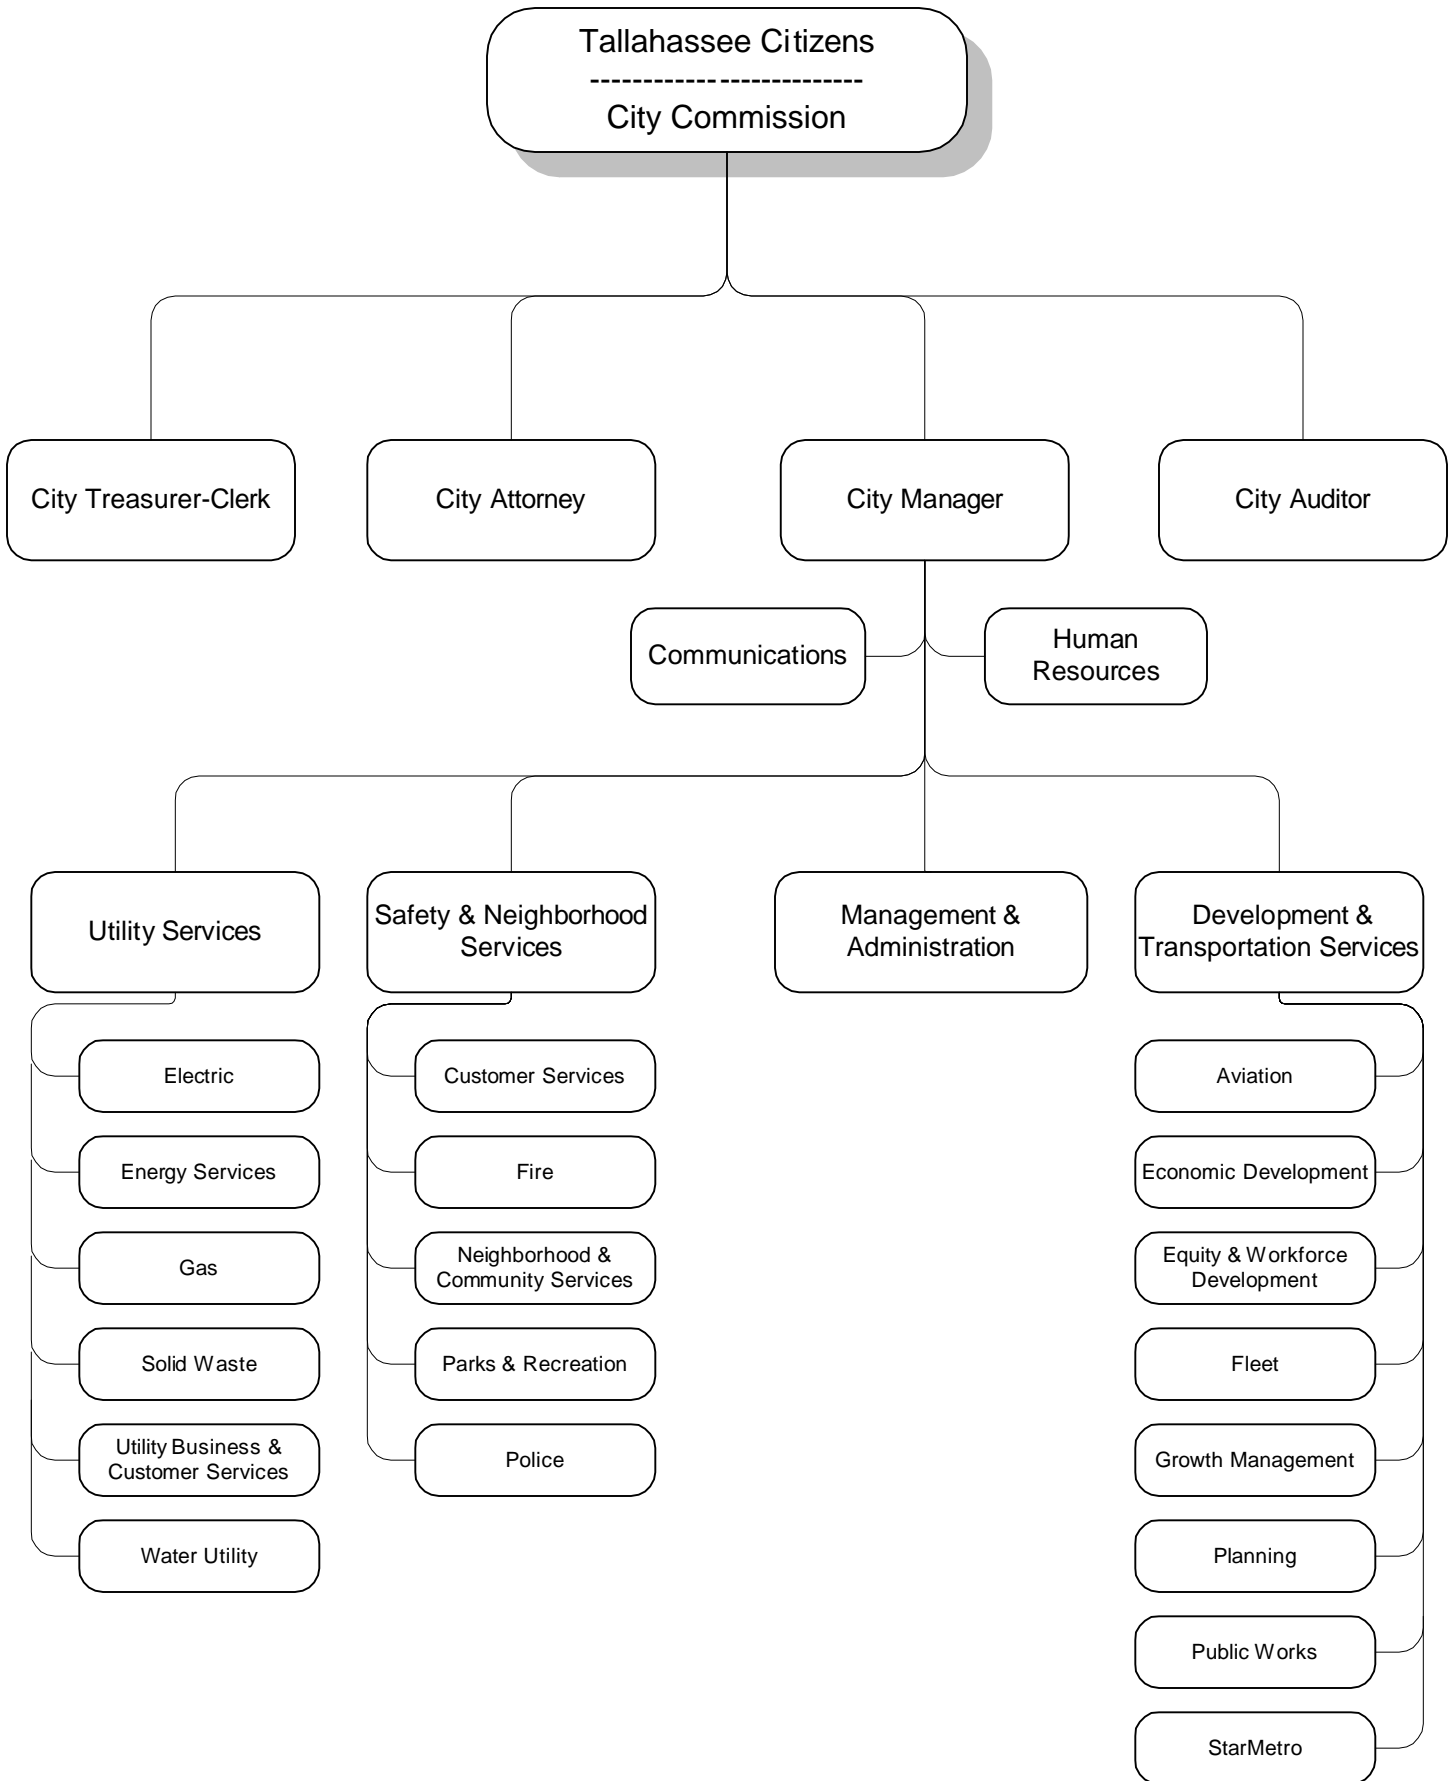 Tallahassee Citizens
--------------------------
City Commission
City Treasurer-Clerk
City Attorney
City Manager
City Auditor
Communications
Human
Resources
Utility Services
Safety & Neighborhood
Services
Management &
Administration
Development &
Transportation Services
Electric
Energy Services
Gas
Solid Waste
Utility Business &
Customer Services
Water Utility
Customer Services
Fire
Neighborhood &
Community Services
Parks & Recreation
Police
Aviation
Economic Development
Equity & Workforce
Development
Fleet
Growth Management
Planning
Public Works
StarMetro